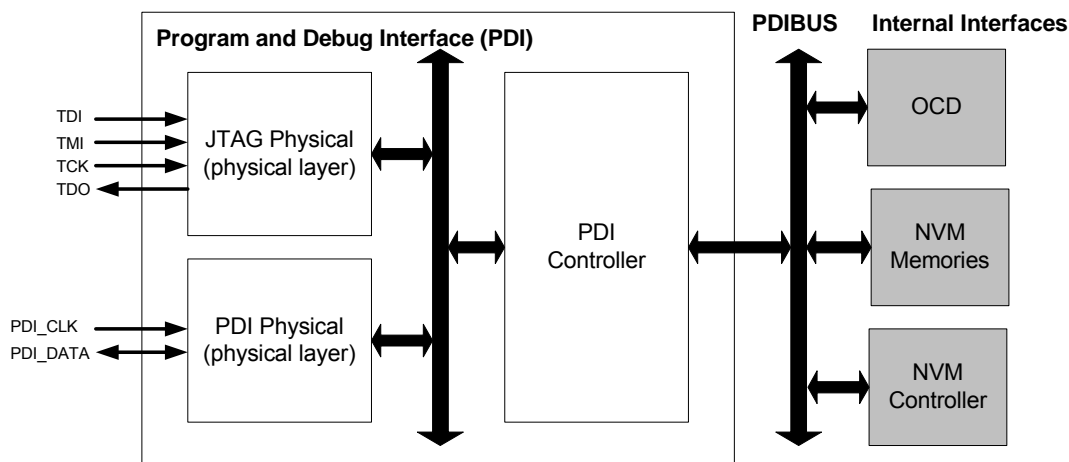 Program and Debug Interface (PDI)
PDIBUS
Internal Interfaces
TDI
TMI
TCK
TDO
JTAG Physical
(physical layer)
PDI_CLK
PDI_DATA
PDI Physical
(physical layer)
PDI
Controller
OCD
NVM
Memories
NVM
Controller